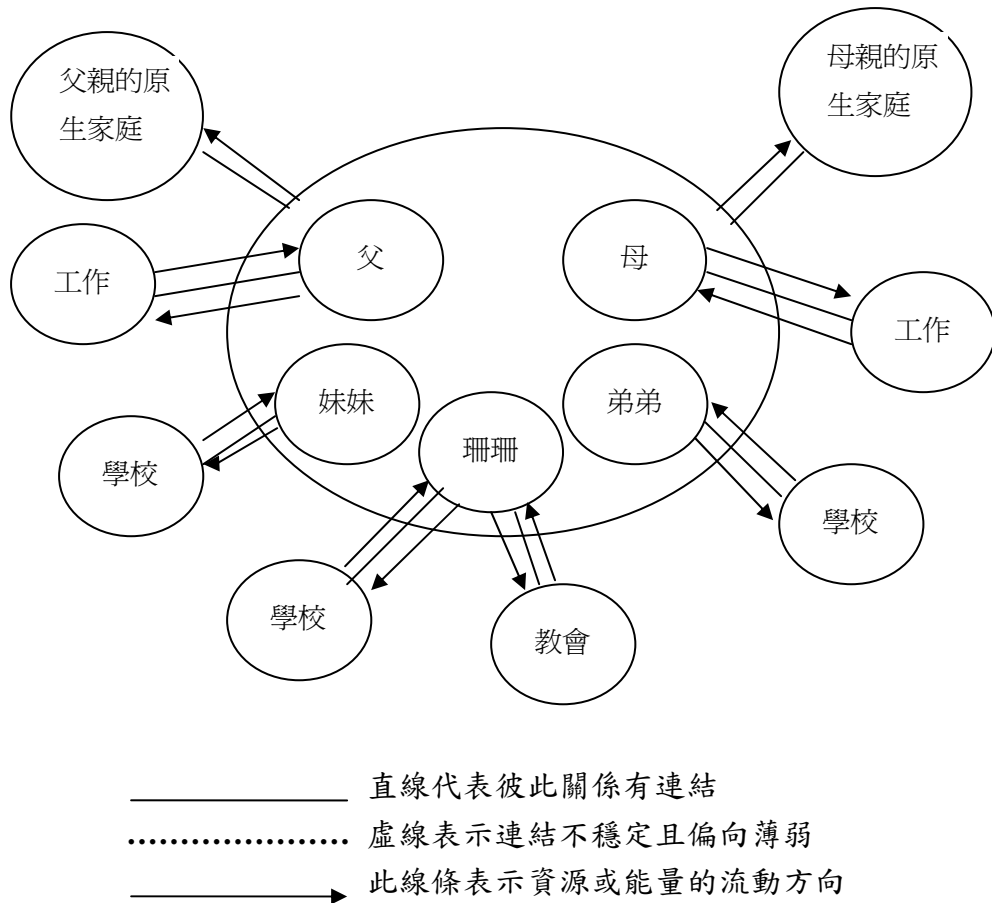 父親的原
生家庭
母親的原
生家庭
工作
父
母
工作
妹妹
珊珊
弟弟
學校
學校
學校
教會
直線代表彼此關係有連結
虛線表示連結不穩定且偏向薄弱
此線條表示資源或能量的流動方向